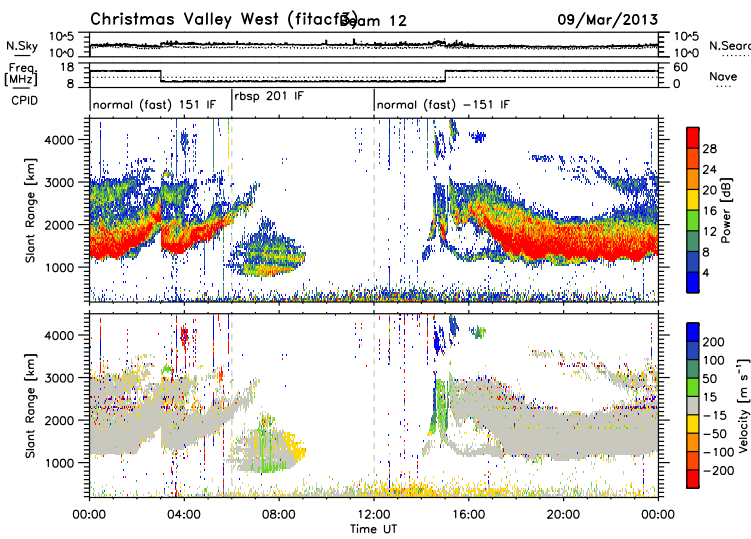 Christmas Valley West (fitacf3) Beam 12 09/Mar/2013
N.Sky 10^5 10^0 10^5 10^0 N.Sear
Freq. [MHz] 18 8 60 0 Nave
CPID normal (fast) 151 IF rbsp 201 IF normal (fast) -151 IF
Slant Range [km] 4000 3000 2000 1000
Power [dB] 28 24 20 16 12 8 4
Slant Range [km] 4000 3000 2000 1000
Velocity [m s⁻¹] 200 100 50 15 -15 -50 -100 -200
00:00 04:00 08:00 12:00 16:00 20:00 00:00
Time UT